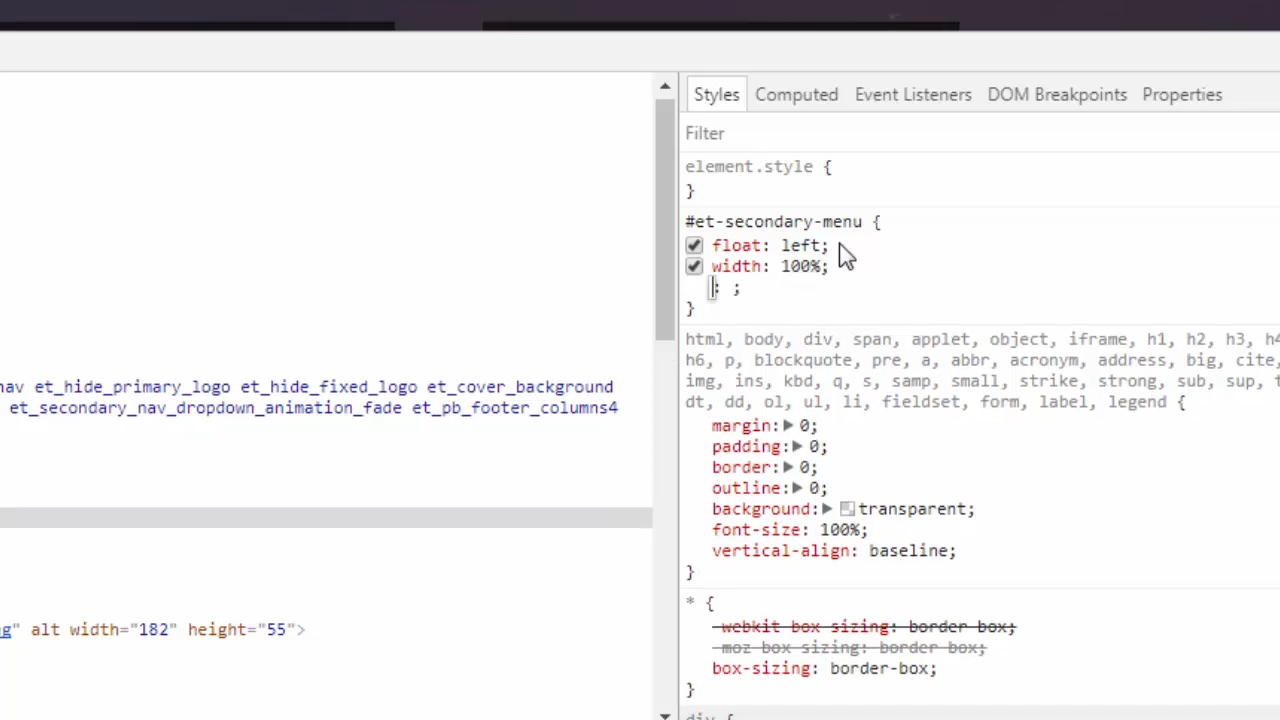 Styles Computed Event Listeners DOM Breakpoints Properties
Filter
element.style {
}
#et-secondary-menu {
float: left;
width: 100%;
: ;
}
html, body, div, span, applet, object, iframe, h1, h2, h3,
h6, p, blockquote, pre, a, abbr, acronym, address, big, cite,
img, ins, kbd, q, s, samp, small, strike, strong, sub, sup,
dt, dd, ol, ul, li, fieldset, form, label, legend {
margin: 0;
padding: 0;
border: 0;
outline: 0;
background: transparent;
font-size: 100%;
vertical-align: baseline;
}
* {
-webkit-box-sizing: border-box;
-moz-box-sizing: border-box;
box-sizing: border-box;
}
div {
et_hide_primary_logo et_hide_fixed_logo et_cover_background
et_secondary_nav_dropdown_animation_fade et_pb_footer_columns4
g" alt width="182" height="55">